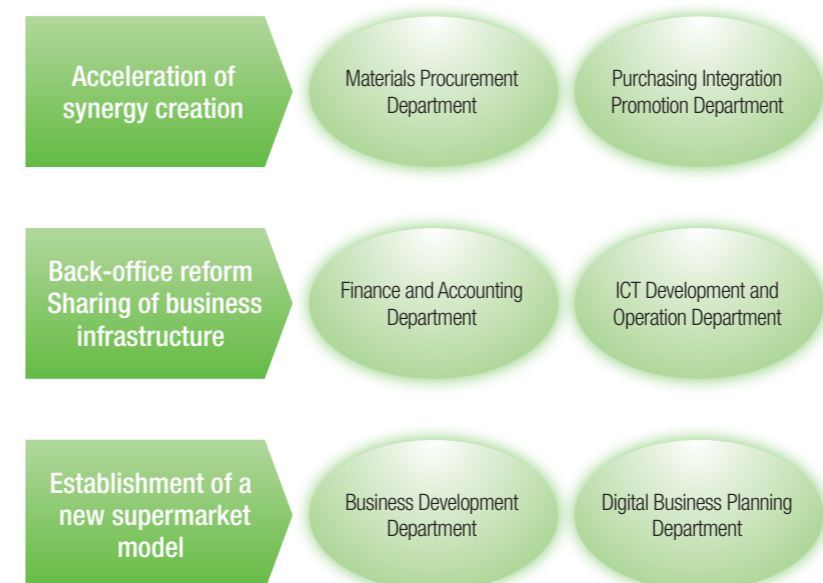 Acceleration of
synergy creation
Materials Procurement
Department
Purchasing Integration
Promotion Department
Back-office reform
Sharing of business
infrastructure
Finance and Accounting
Department
ICT Development and
Operation Department
Establishment of a
new supermarket
model
Business Development
Department
Digital Business Planning
Department